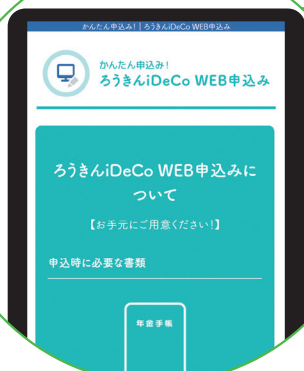 かんたん申込み!|ろうきんiDeCo WEB申込み
かんたん申込み!
ろうきんiDeCo WEB申込み
ろうきんiDeCo WEB申込みに
ついて
【お手元にご用意ください!】
申込時に必要な書類
年金手帳